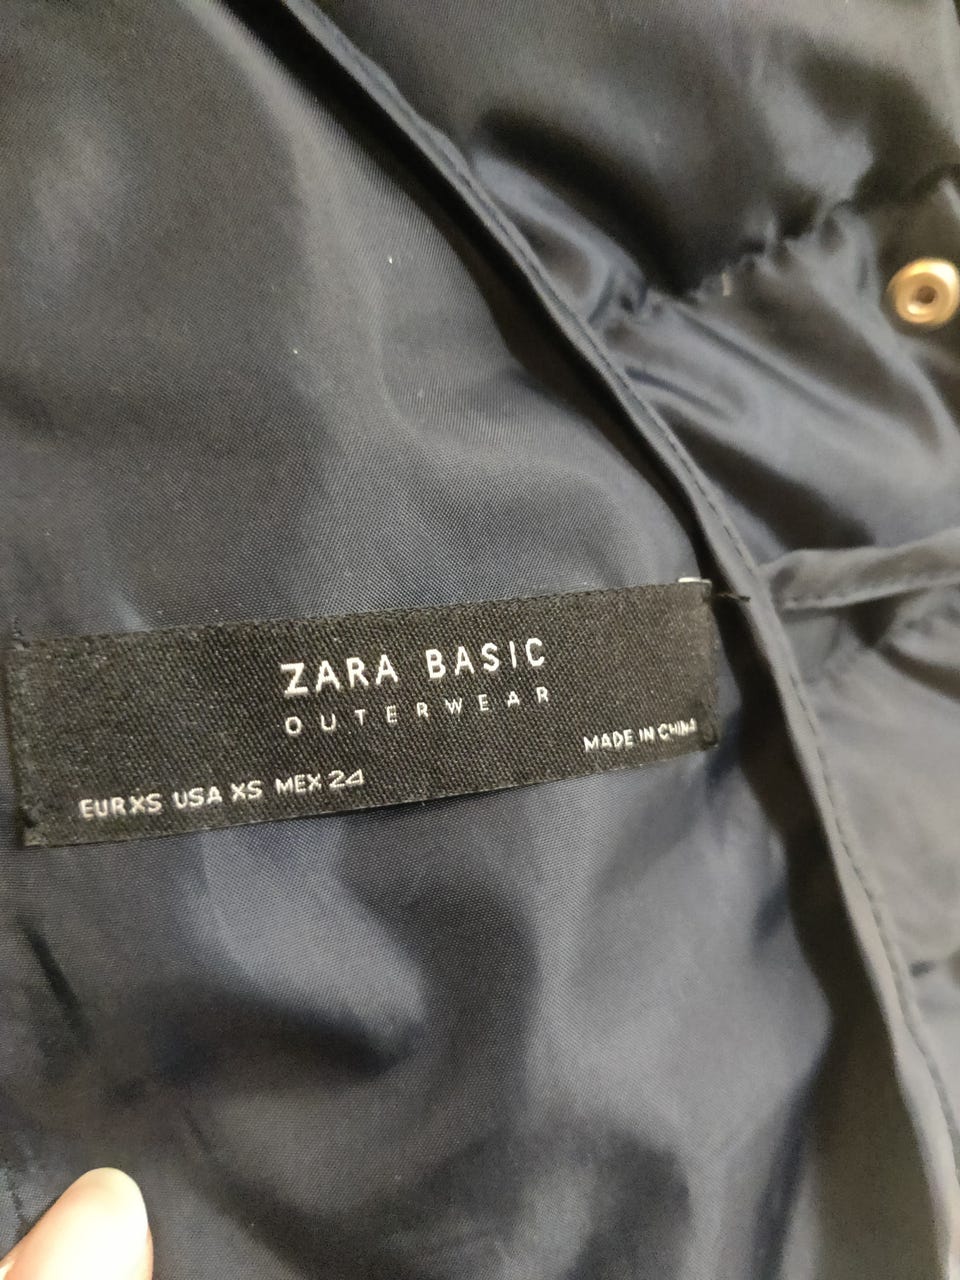 ZARA BASIC
OUTERWEAR
MADE IN CHINA
EUR XS USA XS MEX 24